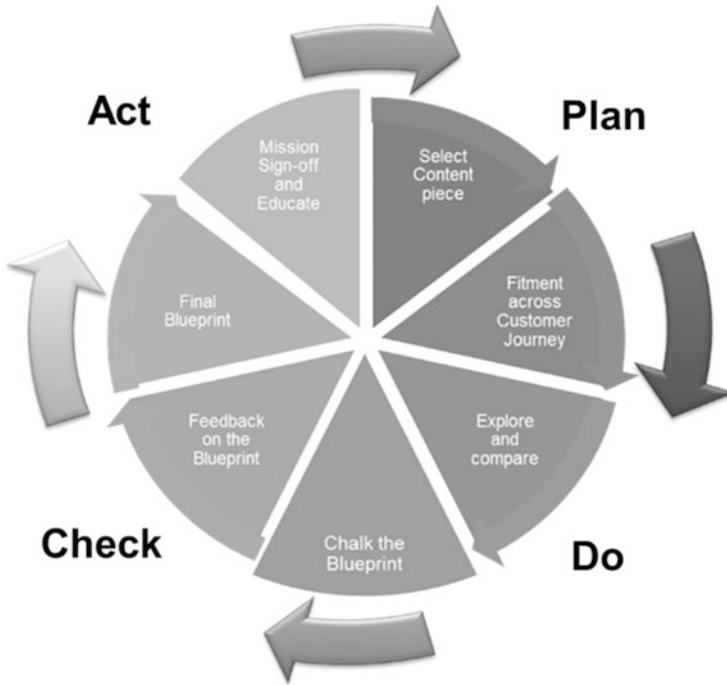 Act
Plan
Mission
Sign-off
and
Educate
Select
Content
piece
Final
Blueprint
Fitment
across
Customer
Journey
Feedback
on the
Blueprint
Explore
and
compare
Chalk the
Blueprint
Check
Do